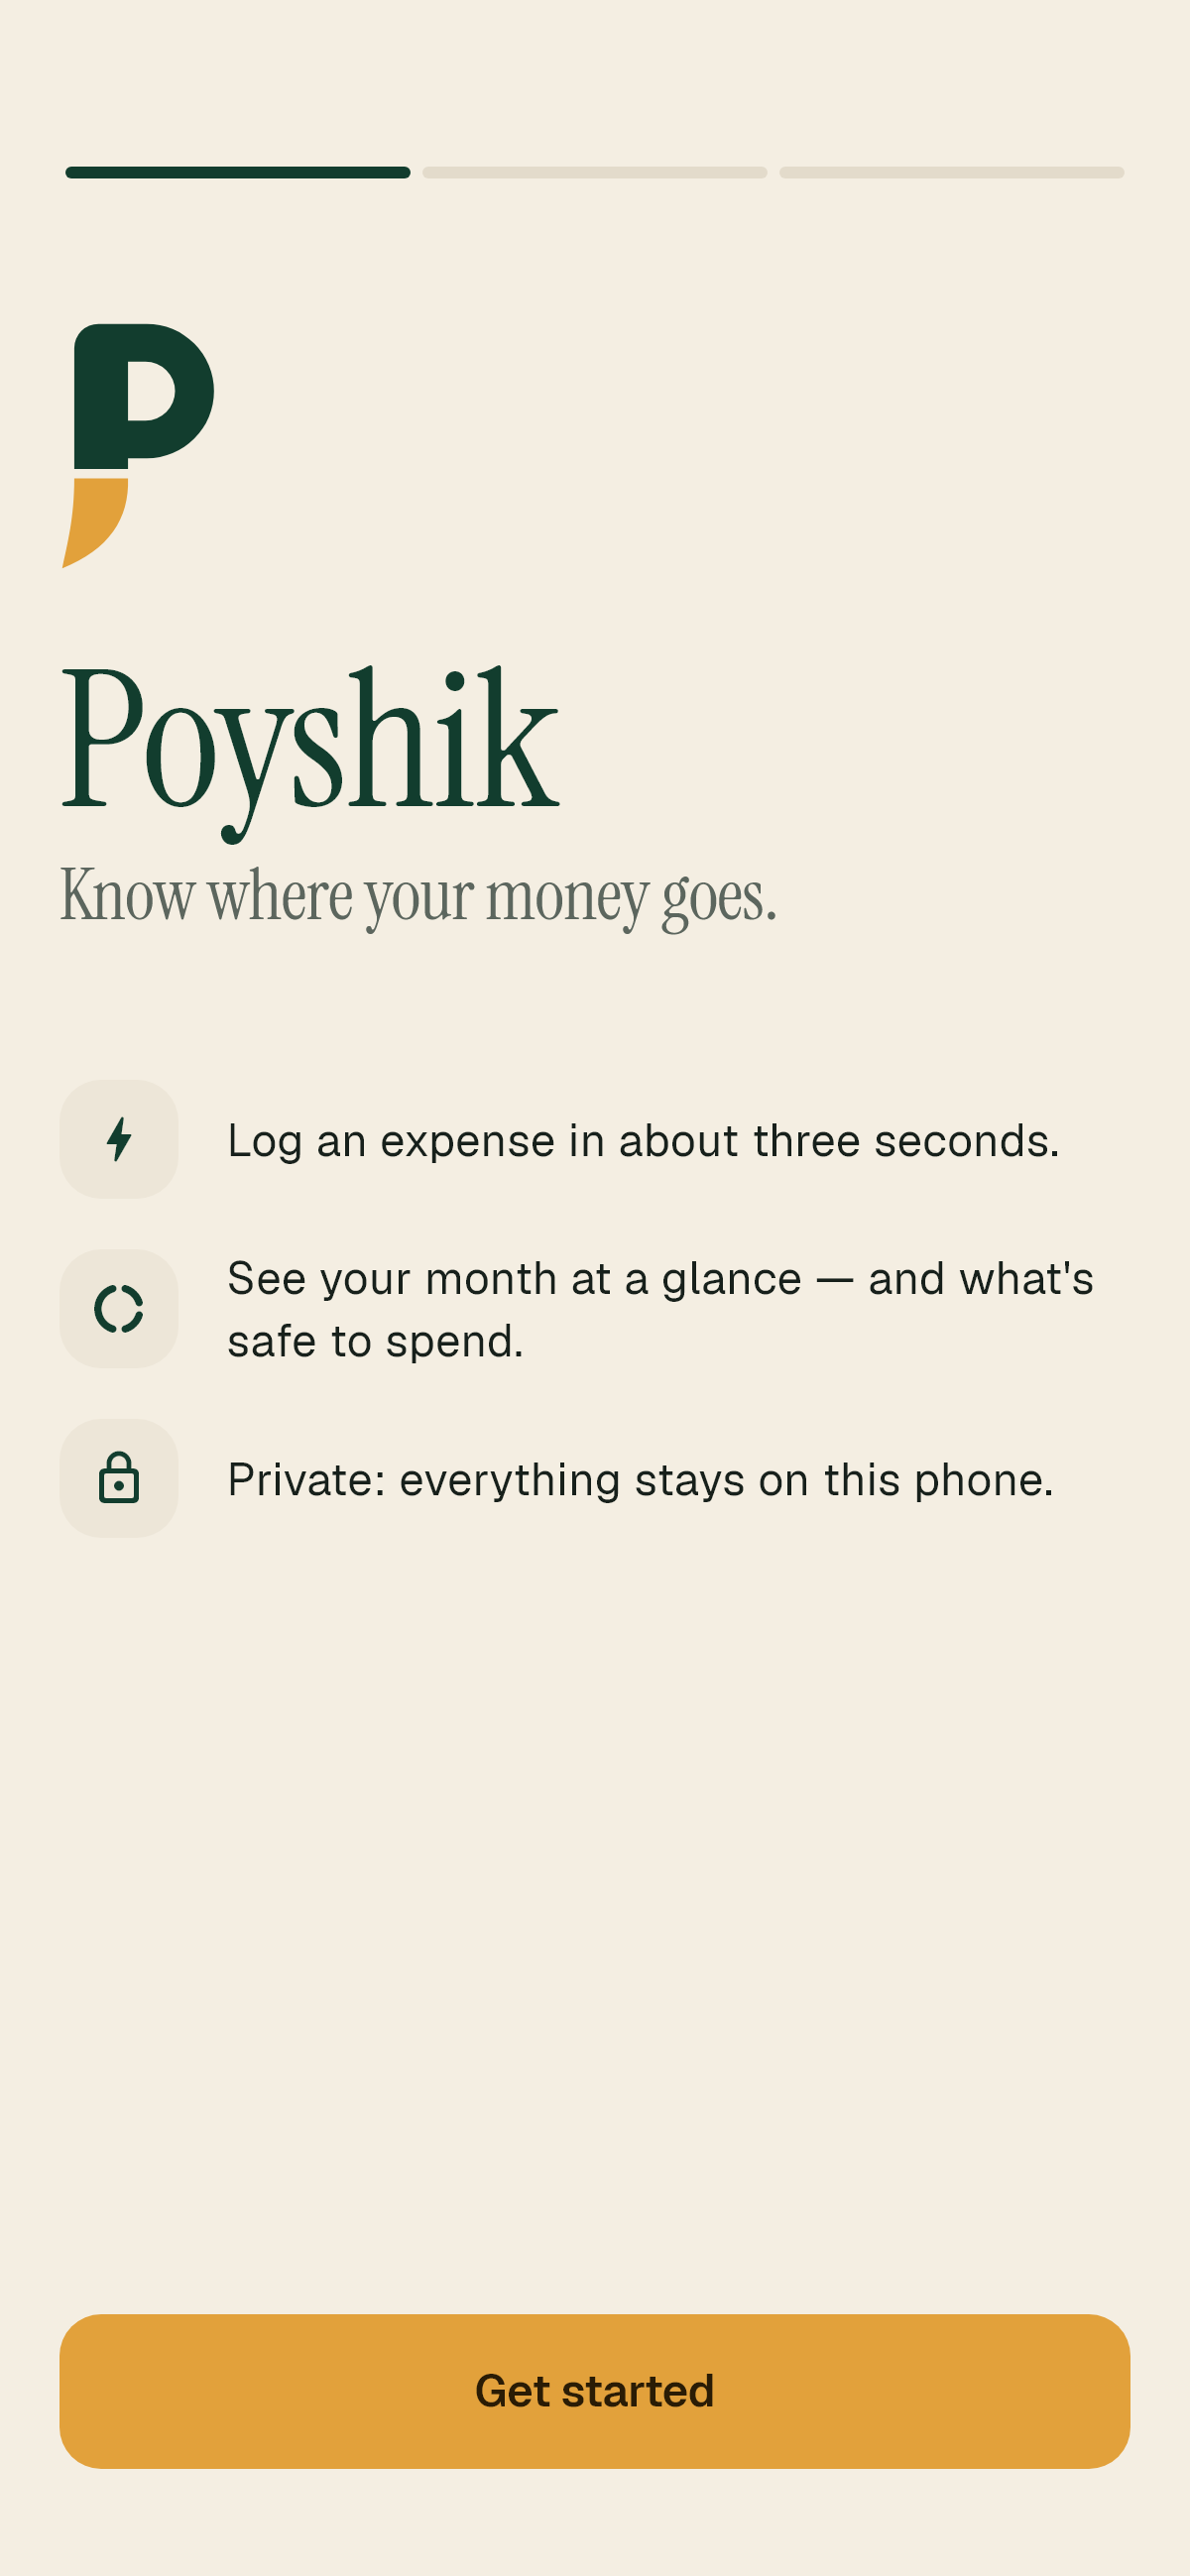 Poyshik
Know where your money goes.
Log an expense in about three seconds.
See your month at a glance — and what's
safe to spend.
Private: everything stays on this phone.
Get started